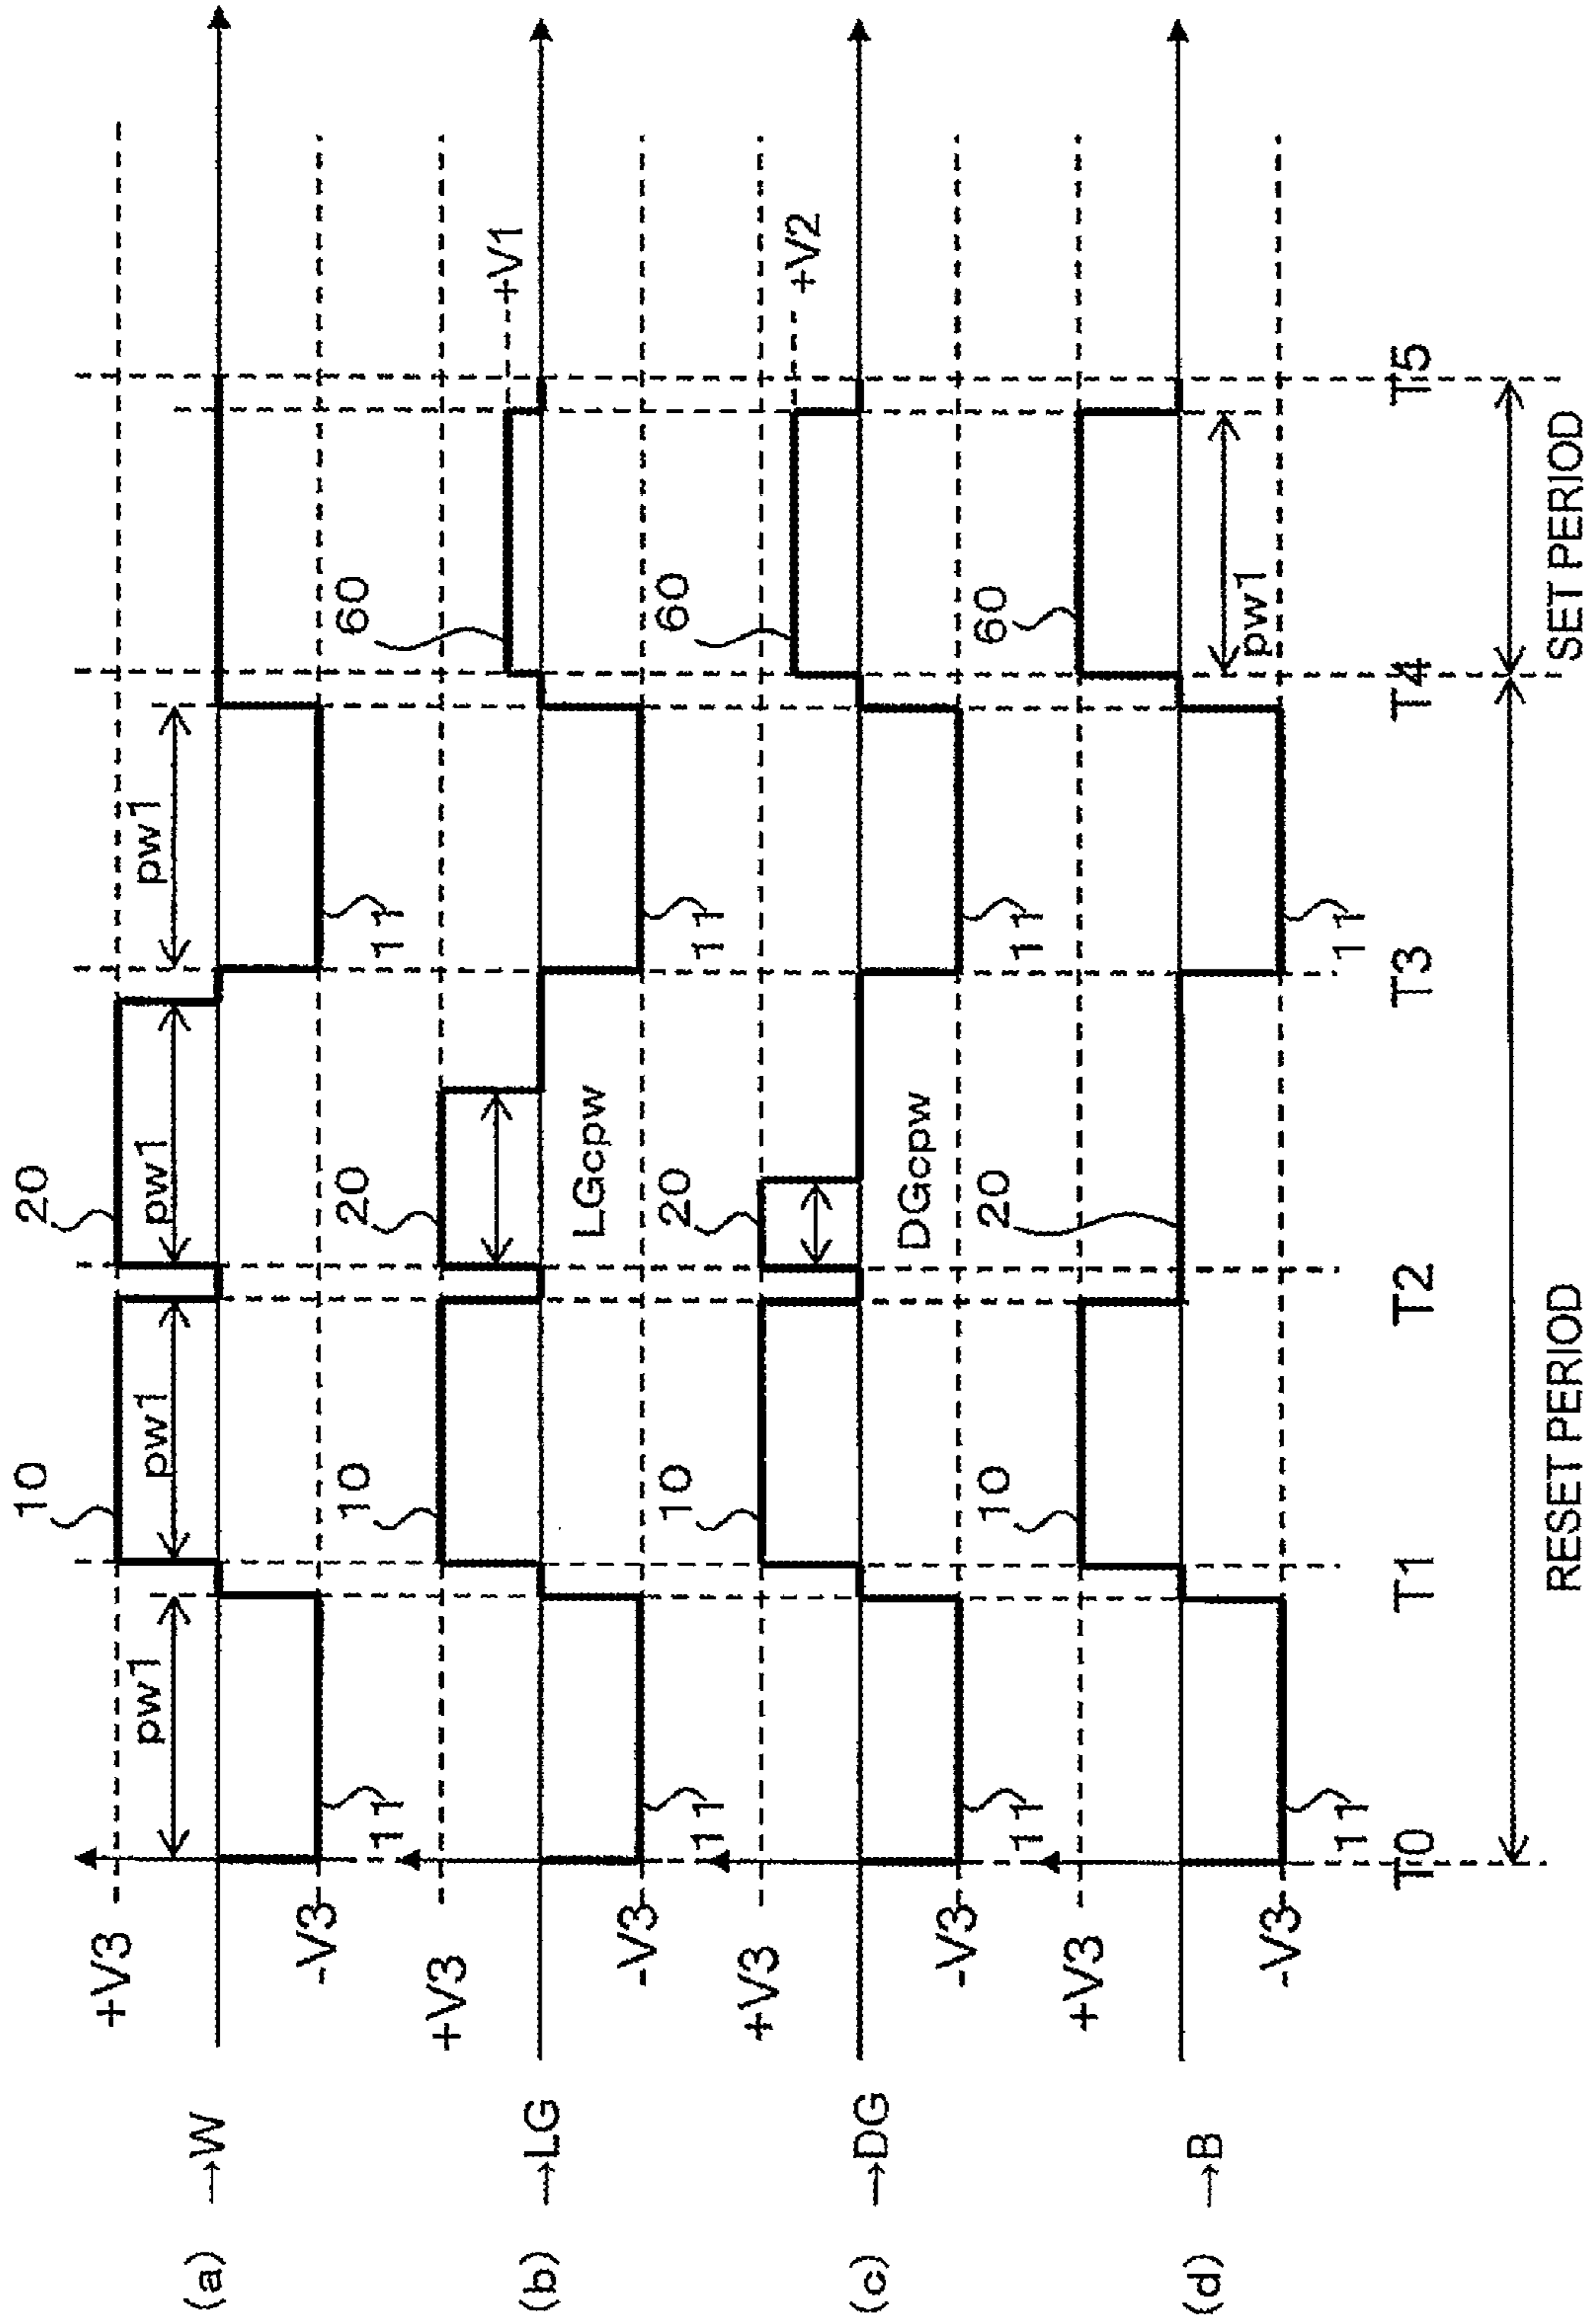 (a) →W
+V3
-V3
pw1
11
10
pw1
20
pw1
pw1
11
(b) →LG
+V3
-V3
11
10
20
LGcpw
11
60
+V1
(c) →DG
+V3
-V3
11
10
20
DGcpw
11
60
+V2
(d) →B
+V3
-V3
11
10
20
11
60
pw1
T0
T1
T2
T3
T4
T5
RESET PERIOD
SET PERIOD